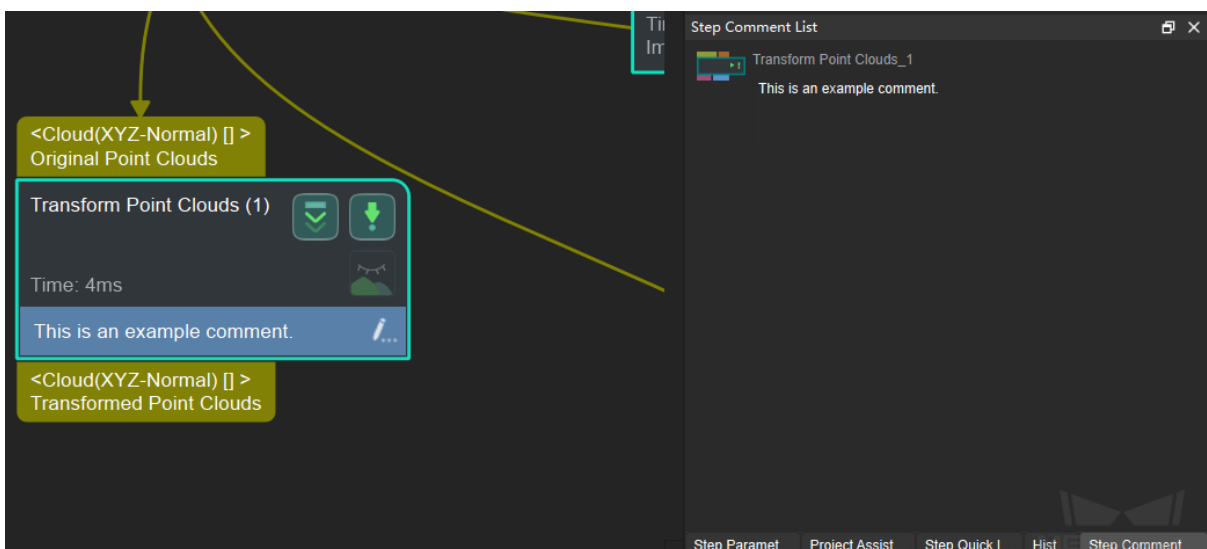 Step Comment List
Transform Point Clouds_1
This is an example comment.
<Cloud(XYZ-Normal) [] >
Original Point Clouds
Transform Point Clouds (1)
Time: 4ms
This is an example comment.
<Cloud(XYZ-Normal) [] >
Transformed Point Clouds
Step Paramet
Project Assist
Step Quick I
Hist
Step Comment